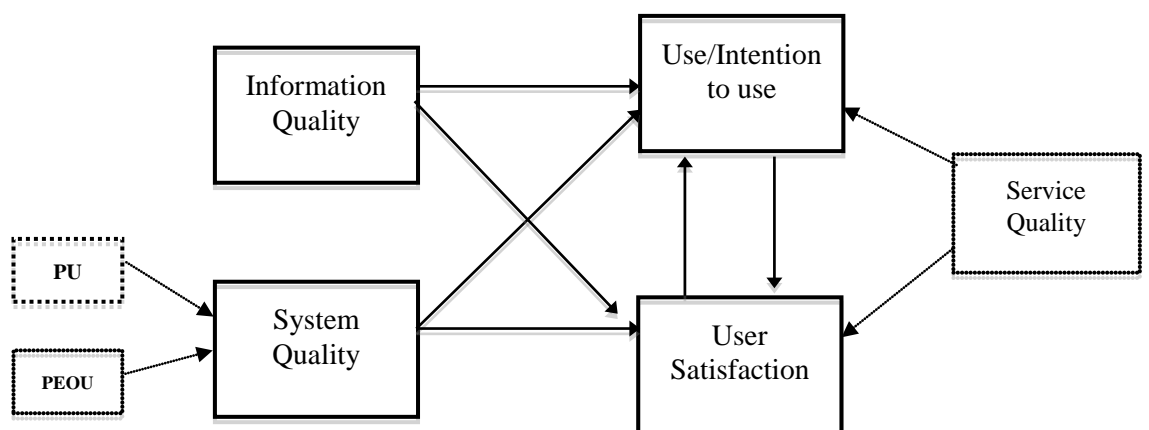 Information
Quality
Use/Intention
to use
Service
Quality
PU
PEOU
System
Quality
User
Satisfaction